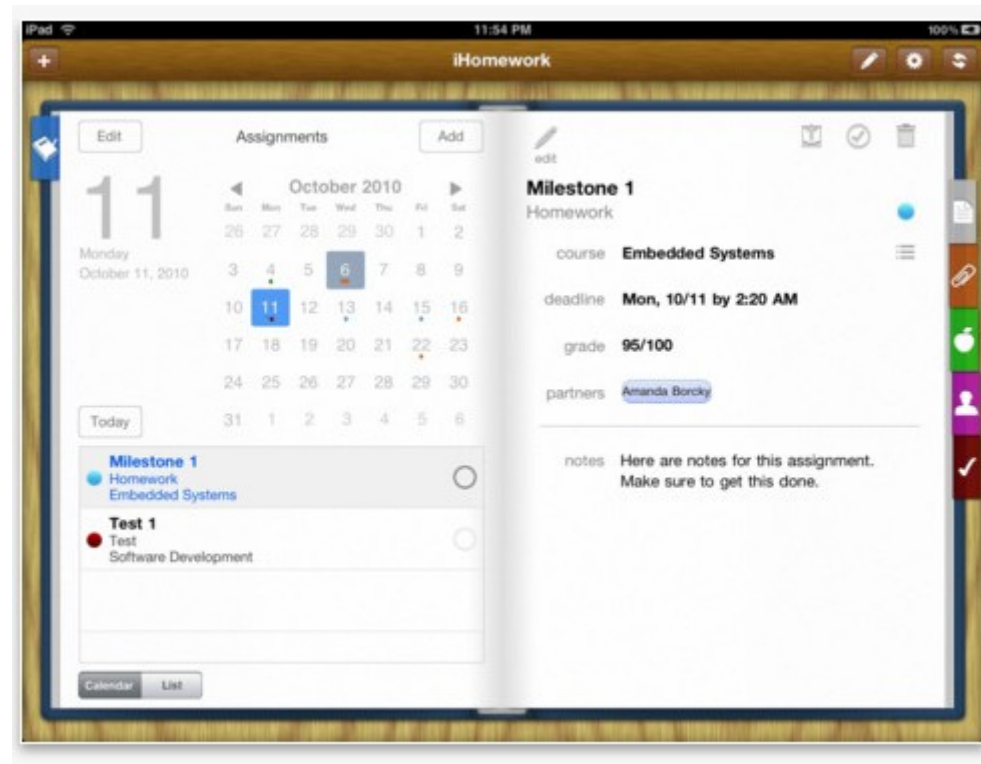 iPad 11:54 PM 100%
iHomework
Edit Assignments Add
11
Monday
October 11, 2010
October 2010
Sun Mon Tue Wed Thu Fri Sat
26 27 28 29 30 1 2
3 4 5 6 7 8 9
10 11 12 13 14 15 16
17 18 19 20 21 22 23
24 25 26 27 28 29 30
31 1 2 3 4 5 6
Today
Milestone 1
Homework
Embedded Systems
Test 1
Test
Software Development
Calendar List
edit
Milestone 1
Homework
course Embedded Systems
deadline Mon, 10/11 by 2:20 AM
grade 95/100
partners Amanda Borcky
notes Here are notes for this assignment.
Make sure to get this done.